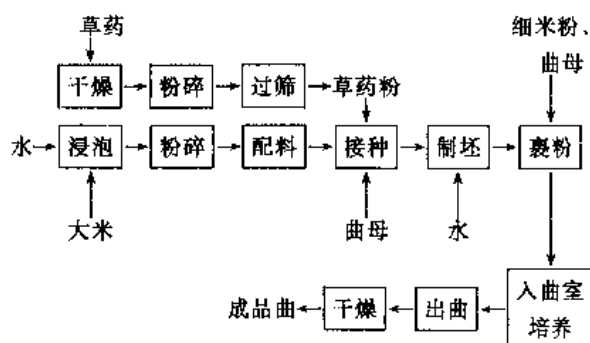 草药
细米粉、
曲母
干燥 粉碎 过筛 草药粉
水 浸泡 粉碎 配料 接种 制坯 裹粉
大米 曲母 水
成品曲 干燥 出曲 入曲室
培养